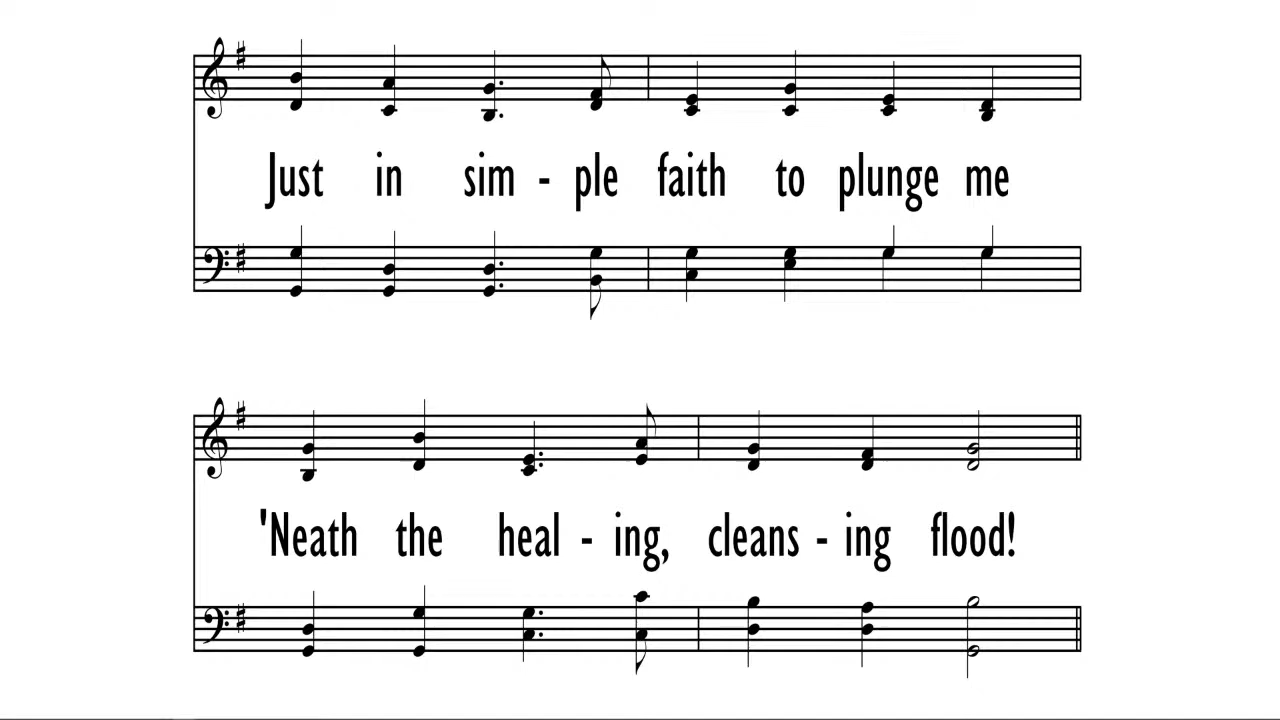 Just in sim - ple faith to plunge me
'Neath the heal - ing, cleans - ing flood!